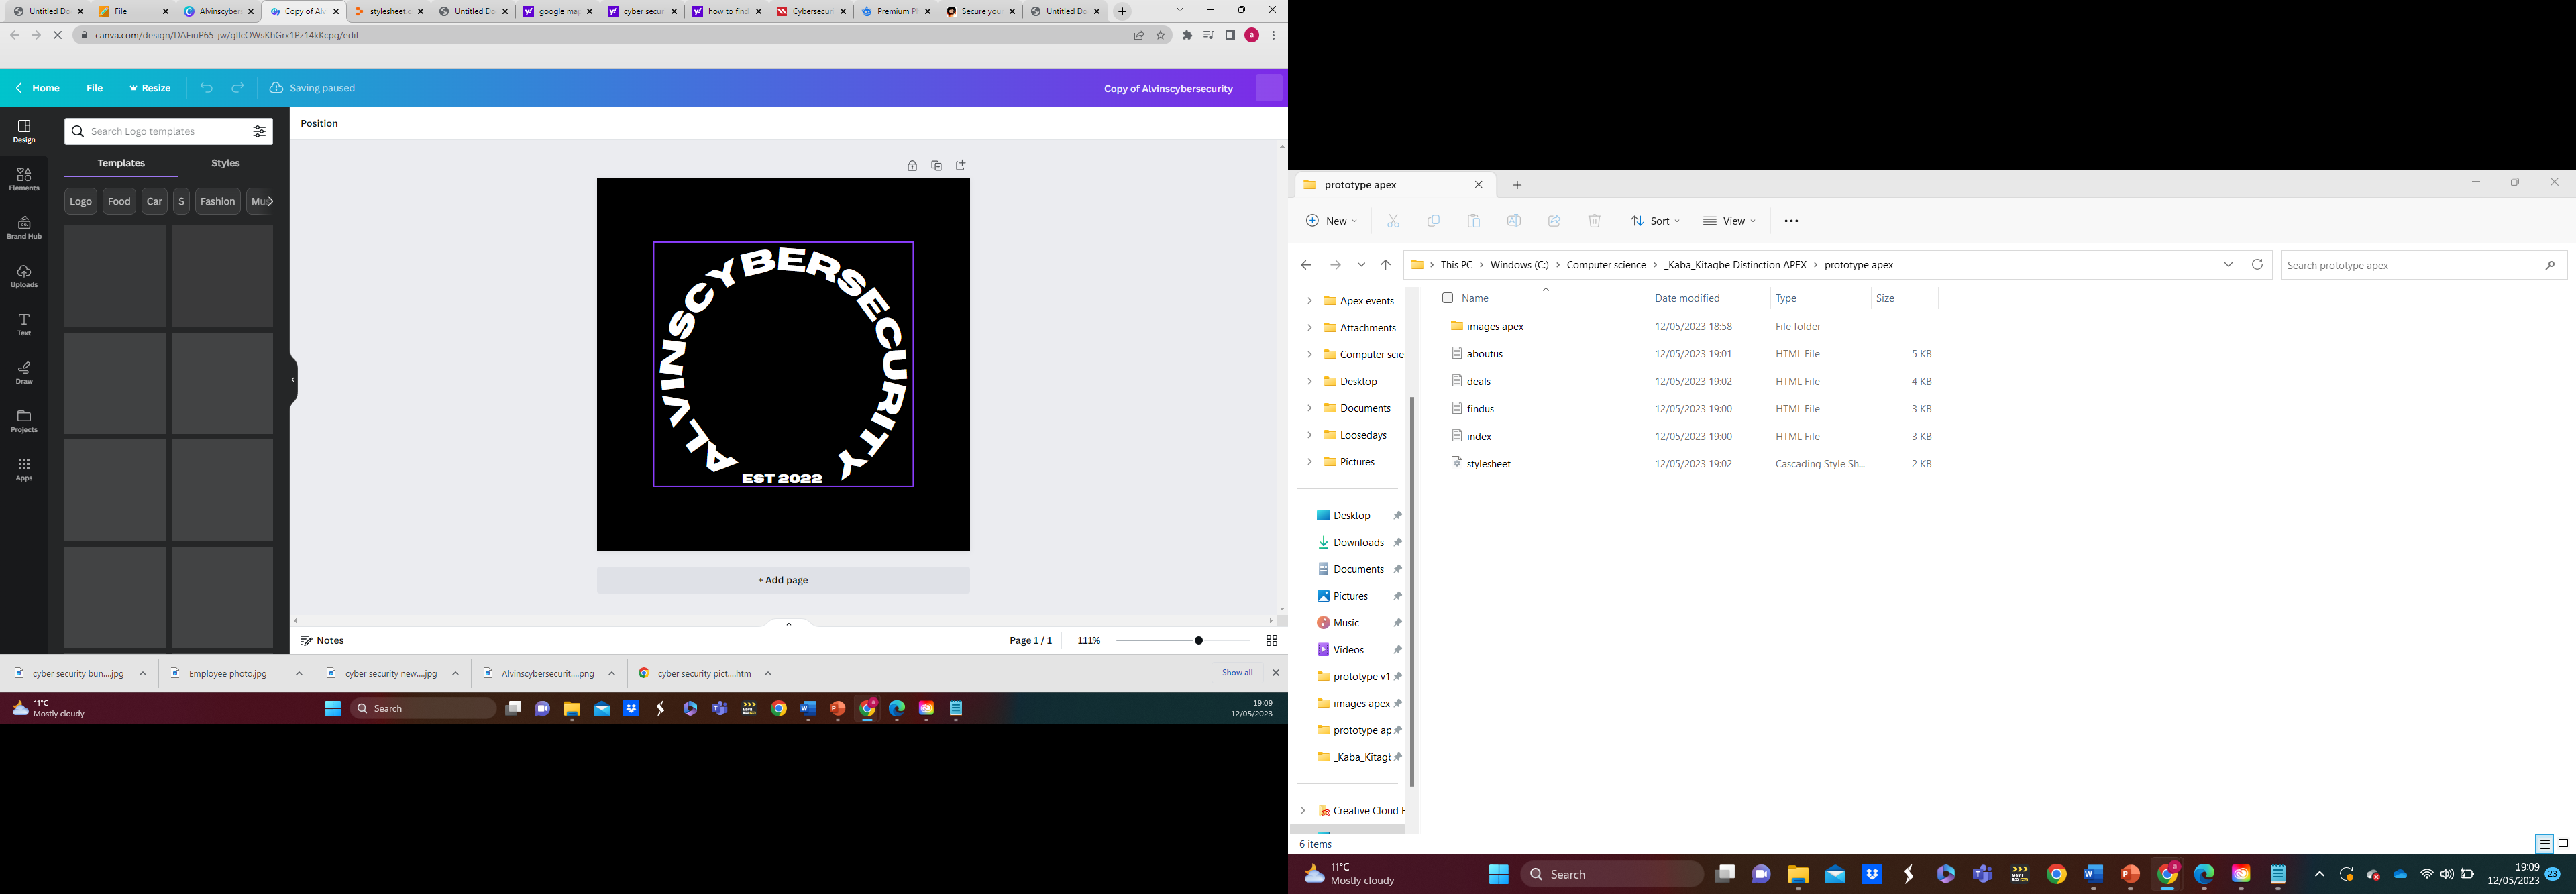 Untitled Do
File
Alvinscyber
Copy of Alv
stylesheet.c
Untitled Do
google map
cyber secur
how to find
Cybersecuri
Premium P
Secure you
Untitled Do
canva.com/design/DAFiuP65-jw/gIlcOWsKhGrx1Pz14kKcpg/edit
Home
File
Resize
Saving paused
Copy of Alvinscybersecurity
Design
Elements
Brand Hub
Uploads
Text
Draw
Projects
Apps
Search Logo templates
Templates
Styles
Logo
Food
Car
S
Fashion
Mus
Position
ALVINSCYBERSECURITY
EST 2022
+ Add page
Notes
Page 1 / 1
111%
cyber security bun....jpg
Employee photo.jpg
cyber security new....jpg
Alvinscybersecurit....png
cyber security pict....htm
Show all
11°C
Mostly cloudy
Search
19:09
12/05/2023
prototype apex
New
Sort
View
This PC
Windows (C:)
Computer science
_Kaba_Kitagbe Distinction APEX
prototype apex
Search prototype apex
Apex events
Attachments
Computer scie
Desktop
Documents
Loosedays
Pictures
Desktop
Downloads
Documents
Pictures
Music
Videos
prototype v1
images apex
prototype ap
_Kaba_Kitagb
Creative Cloud F
Name
Date modified
Type
Size
images apex 12/05/2023 18:58 File folder
aboutus 12/05/2023 19:01 HTML File 5 KB
deals 12/05/2023 19:02 HTML File 4 KB
findus 12/05/2023 19:00 HTML File 3 KB
index 12/05/2023 19:00 HTML File 3 KB
stylesheet 12/05/2023 19:02 Cascading Style Sh... 2 KB
6 items
11°C
Mostly cloudy
Search
19:09
12/05/2023
23